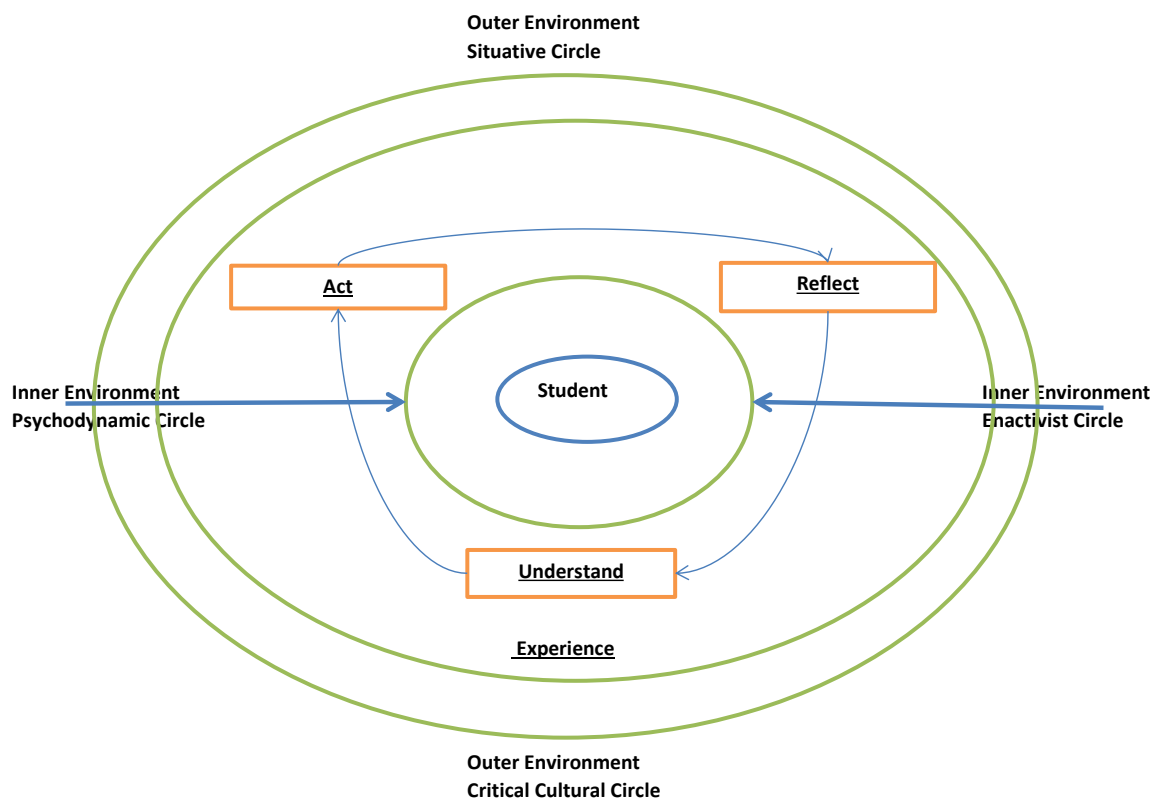 Outer Environment
Situative Circle
Act
Reflect
Student
Inner Environment
Psychodynamic Circle
Inner Environment
Enactivist Circle
Understand
Experience
Outer Environment
Critical Cultural Circle